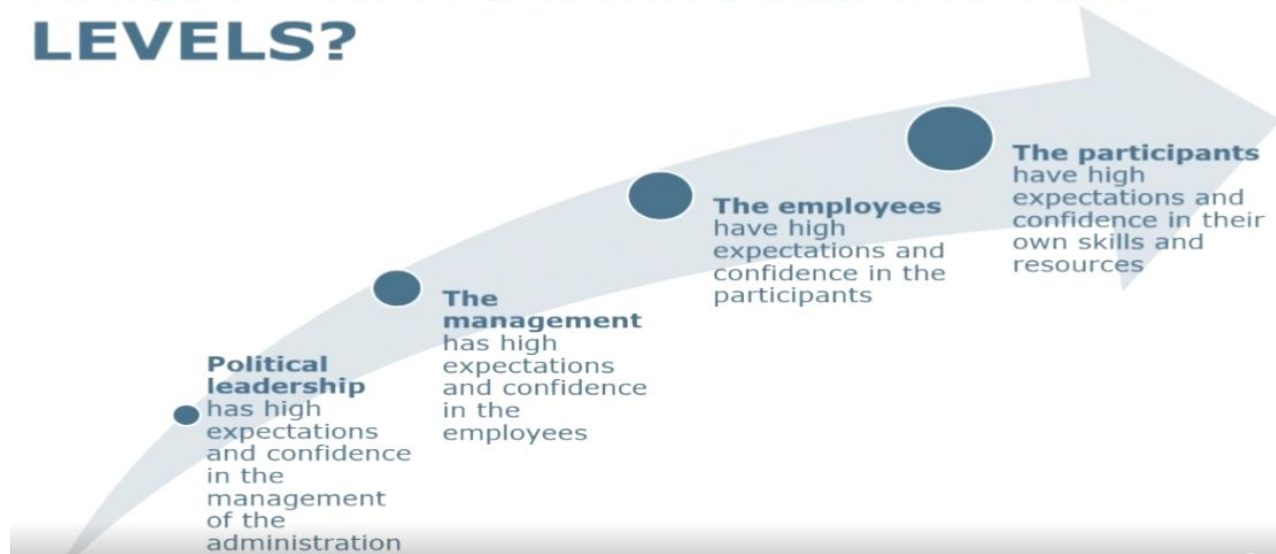 LEVELS?
Political
leadership
has high
expectations
and confidence
in the
management
of the
administration
The
management
has high
expectations
and confidence
in the
employees
The employees
have high
expectations and
confidence in the
participants
The participants
have high
expectations and
confidence in their
own skills and
resources